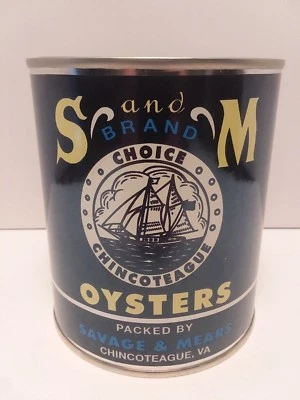 S and M
BRAND
CHOICE
CHINCOTEAGUE
OYSTERS
PACKED BY
SAVAGE & MEARS
CHINCOTEAGUE, VA